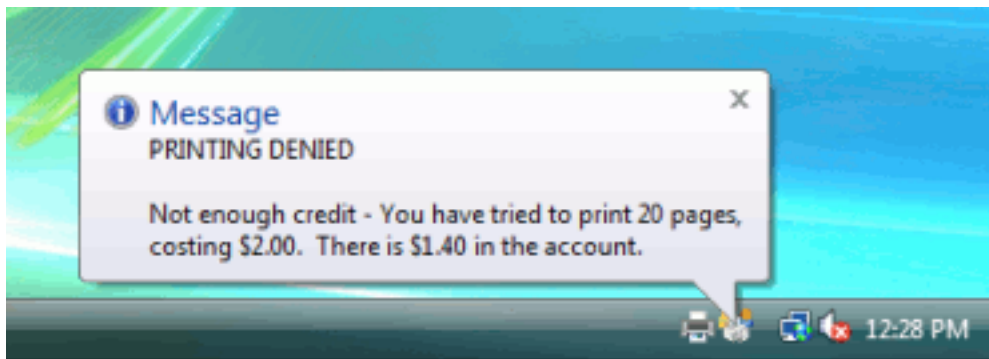 Message
PRINTING DENIED
Not enough credit - You have tried to print 20 pages,
costing $2.00.  There is $1.40 in the account.
12:28 PM